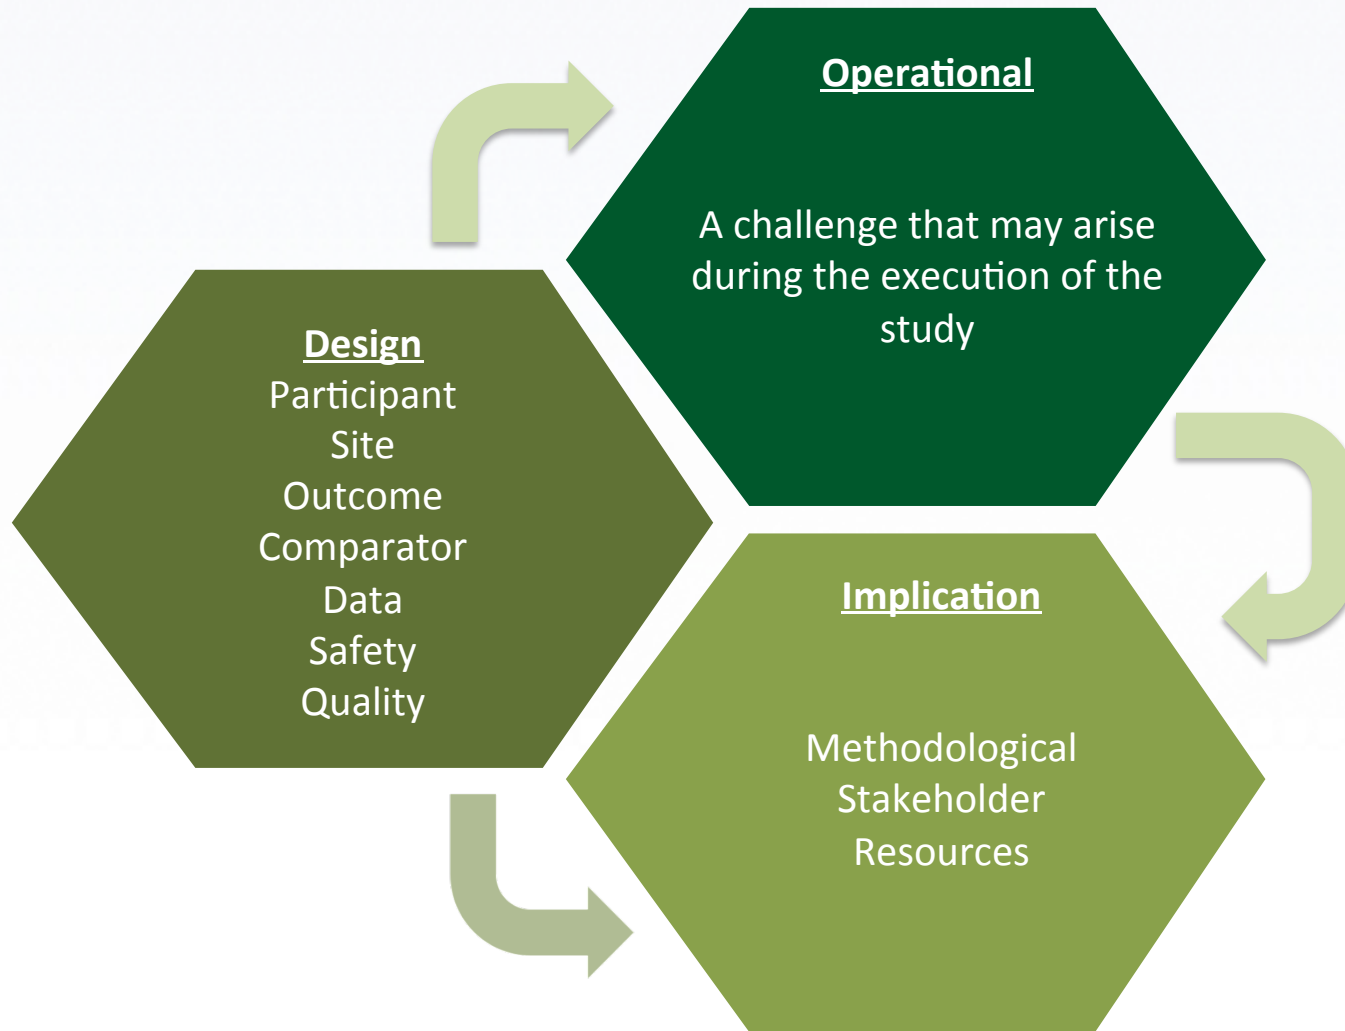 Operational
A challenge that may arise
during the execution of the
study
Design
Participant
Site
Outcome
Comparator
Data
Safety
Quality
Implication
Methodological
Stakeholder
Resources